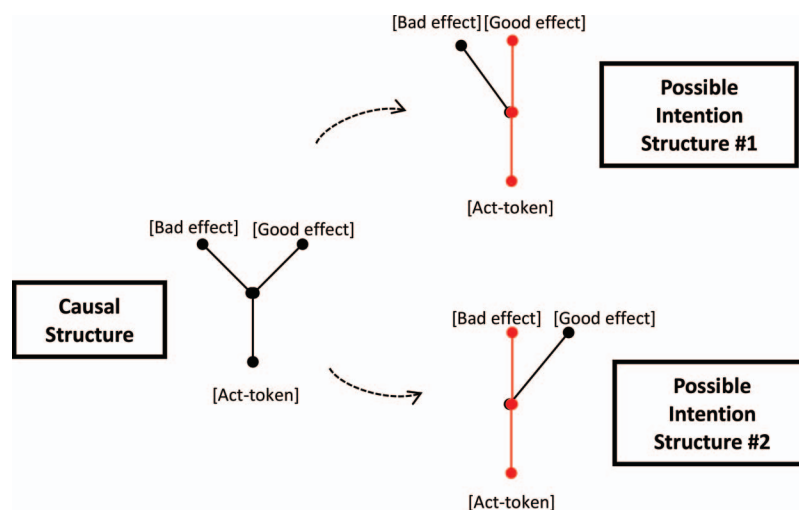 [Bad effect] [Good effect]
Possible
Intention
Structure #1
[Act-token]
[Bad effect] [Good effect]
Causal
Structure
[Act-token]
[Bad effect] [Good effect]
Possible
Intention
Structure #2
[Act-token]